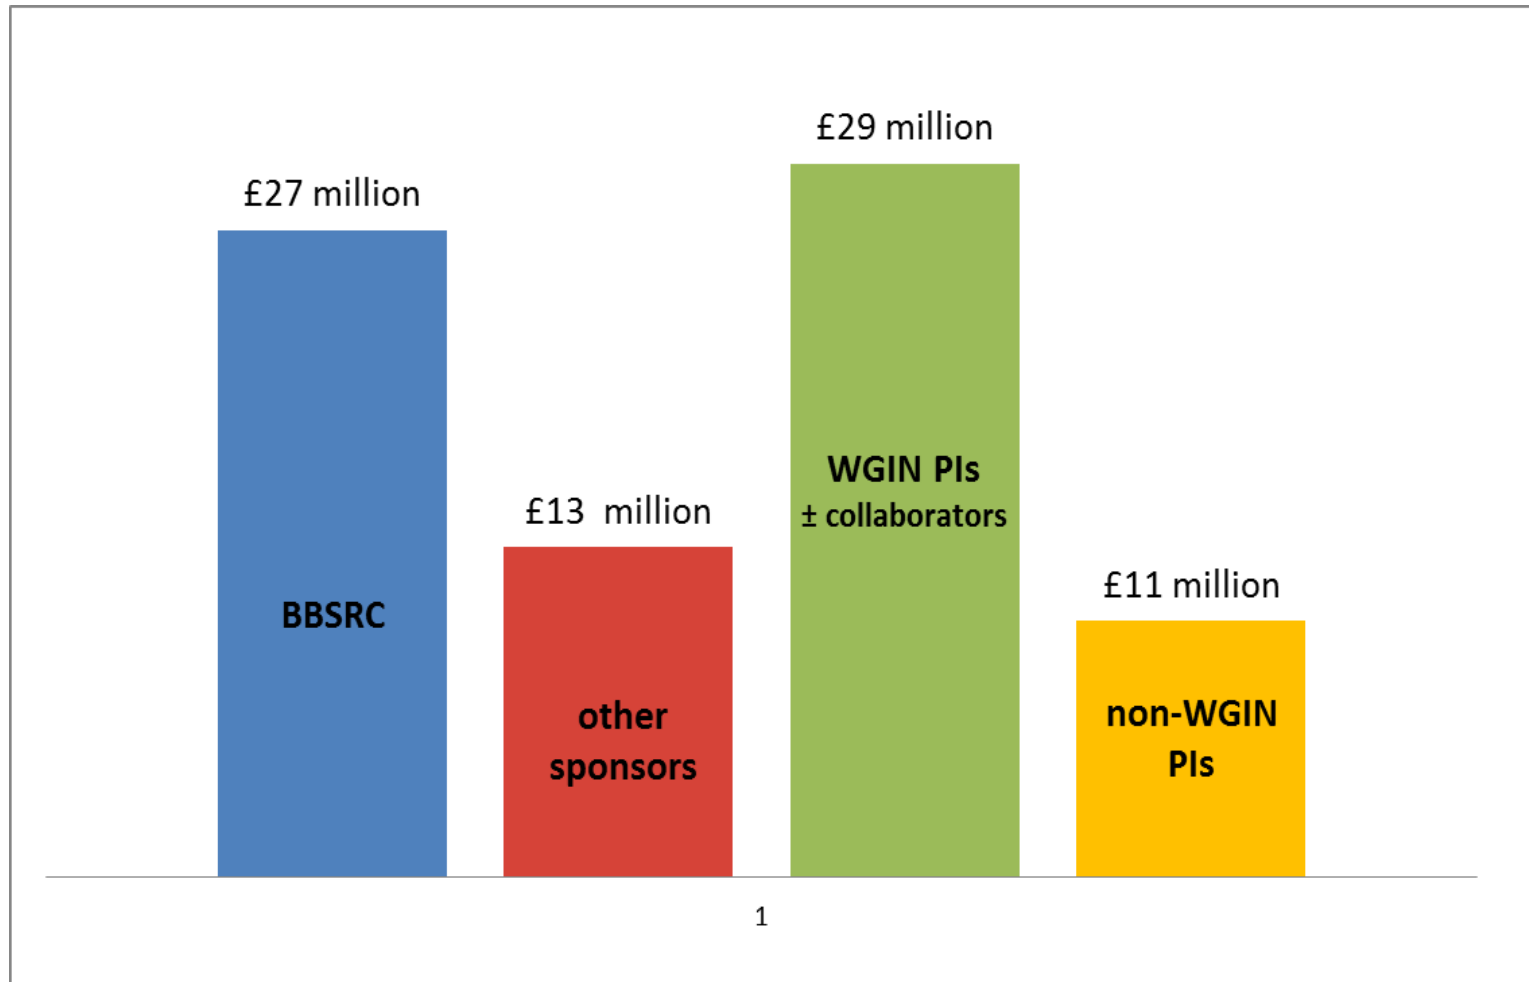 £27 million
BBSRC
£13  million
other
sponsors
£29 million
WGIN PIs
± collaborators
£11 million
non-WGIN
PIs
1